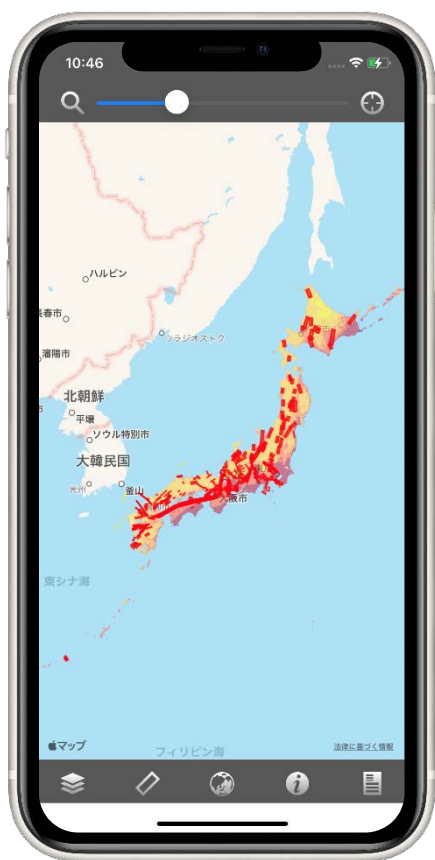 10:46
ハルビン
長春市
ウラジオストク
瀋陽市
北朝鮮
平壌
ソウル特別市
大韓民国
光州
釜山
大阪市
東シナ海
マップ
法律に基づく情報
フィリピン海